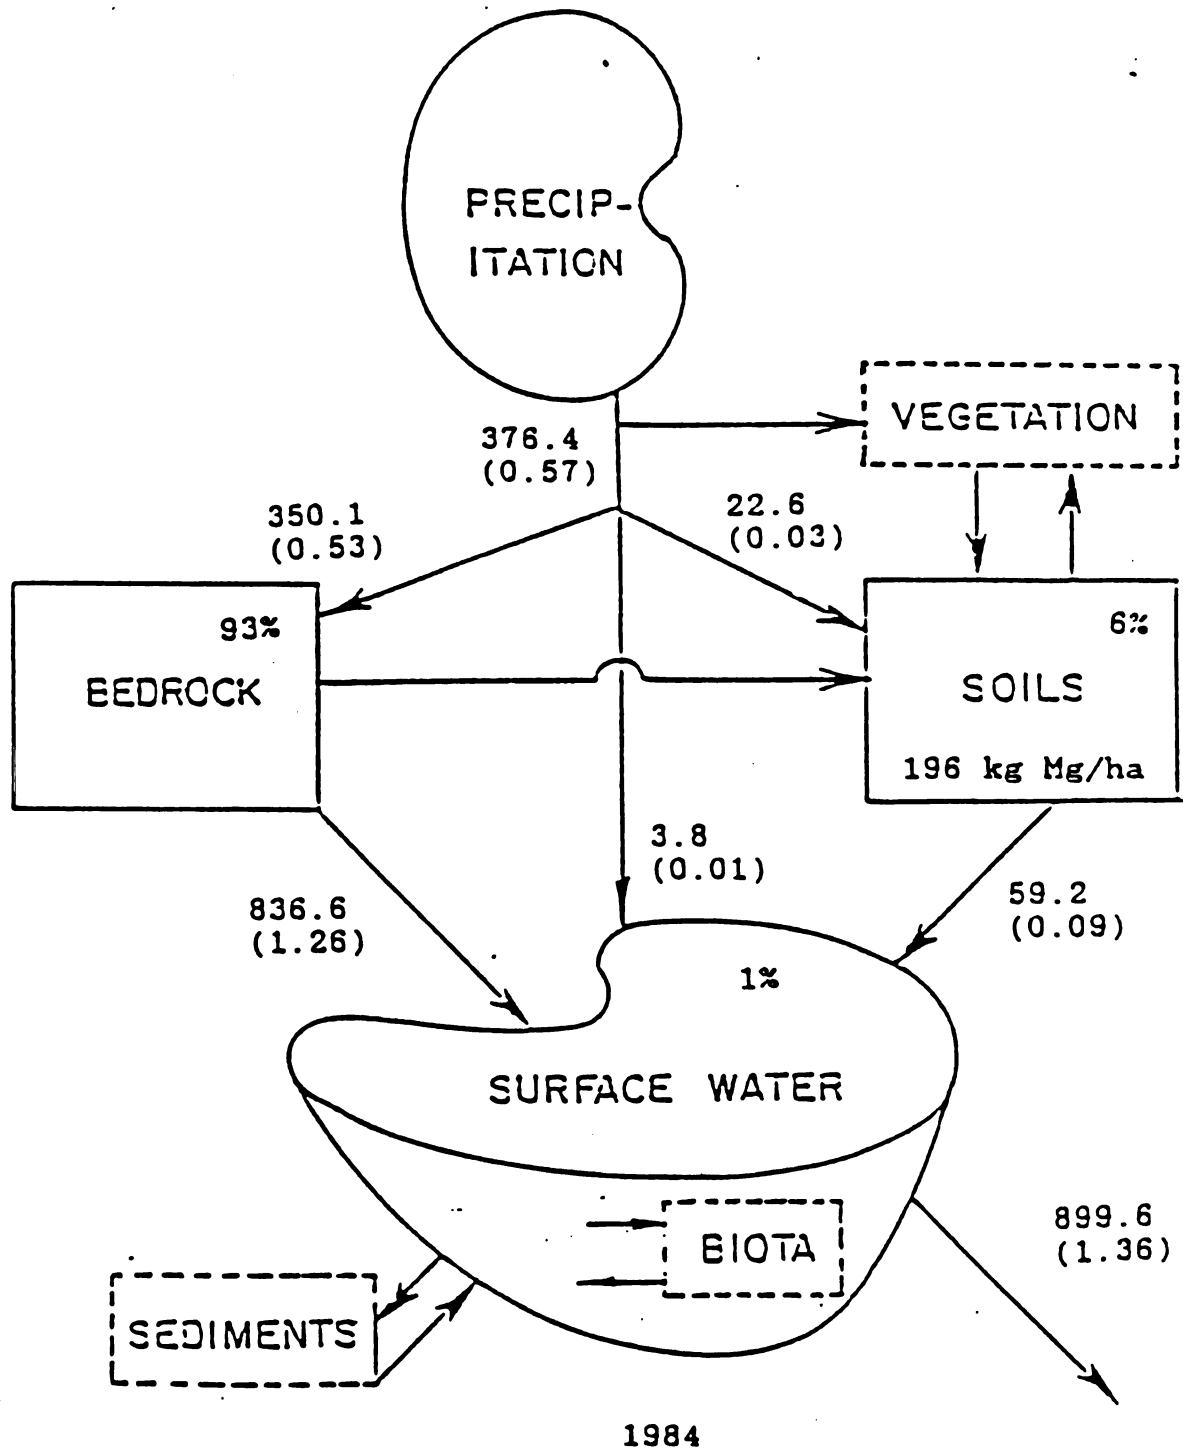 PRECIP-
ITATION
376.4
(0.57)
VEGETATION
350.1
(0.53)
22.6
(0.03)
93%
BEDROCK
6%
SOILS
196 kg Mg/ha
3.8
(0.01)
836.6
(1.26)
59.2
(0.09)
1%
SURFACE WATER
BIOTA
899.6
(1.36)
SEDIMENTS
1984